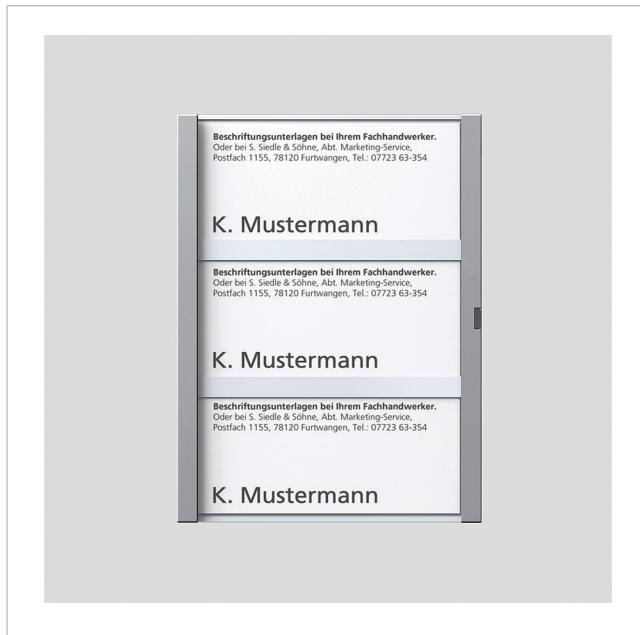 Beschriftungsunterlagen bei Ihrem Fachhandwerker.
Oder bei S. Siedle & Söhne, Abt. Marketing-Service,
Postfach 1155, 78120 Furtwangen, Tel.: 07723 63-354
K. Mustermann
Beschriftungsunterlagen bei Ihrem Fachhandwerker.
Oder bei S. Siedle & Söhne, Abt. Marketing-Service,
Postfach 1155, 78120 Furtwangen, Tel.: 07723 63-354
K. Mustermann
Beschriftungsunterlagen bei Ihrem Fachhandwerker.
Oder bei S. Siedle & Söhne, Abt. Marketing-Service,
Postfach 1155, 78120 Furtwangen, Tel.: 07723 63-354
K. Mustermann